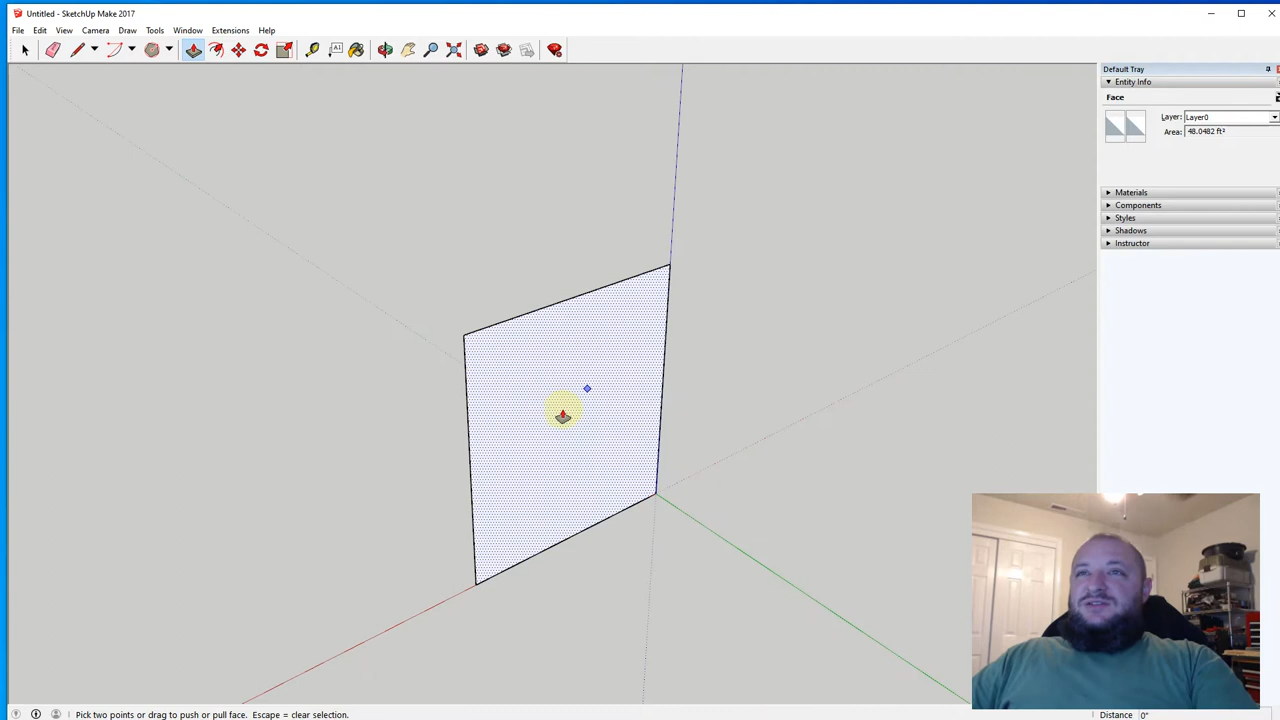 Untitled - SketchUp Make 2017
File Edit View Camera Draw Tools Window Extensions Help
A1
Default Tray
Entity Info
Face
Layer: Layer0
Area: 48.0482 ft²
Materials
Components
Styles
Shadows
Instructor
Pick two points or drag to push or pull face. Escape = clear selection.
Distance 0"